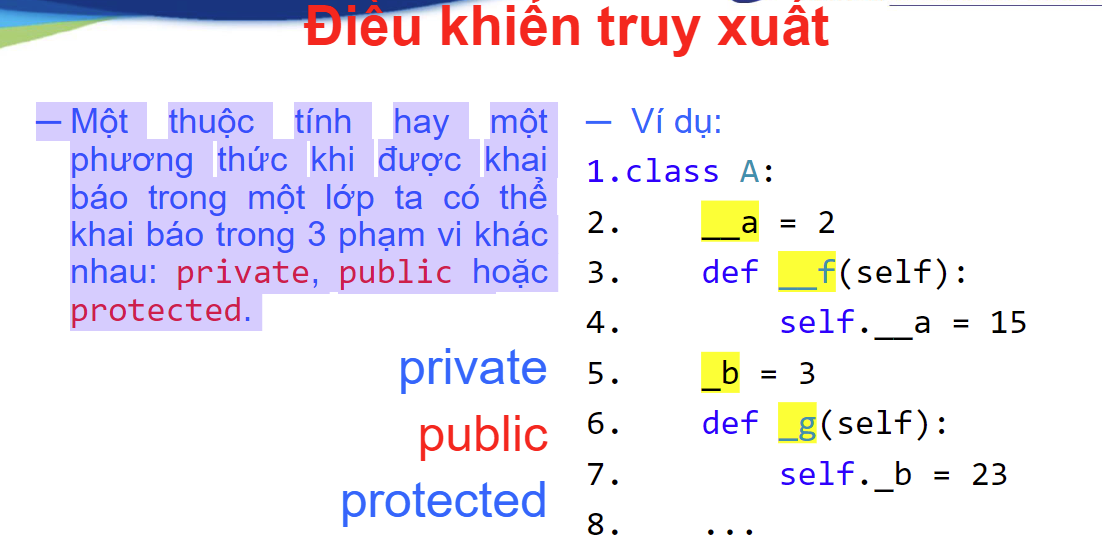 Điều khiển truy xuất
— Một thuộc tính hay một
phương thức khi được khai
báo trong một lớp ta có thể
khai báo trong 3 phạm vi khác
nhau: private, public hoặc
protected.
private
public
protected
— Ví dụ:
1.class A:
2.    __a = 2
3.    def __f(self):
4.        self.__a = 15
5.    _b = 3
6.    def _g(self):
7.        self._b = 23
8.    ...